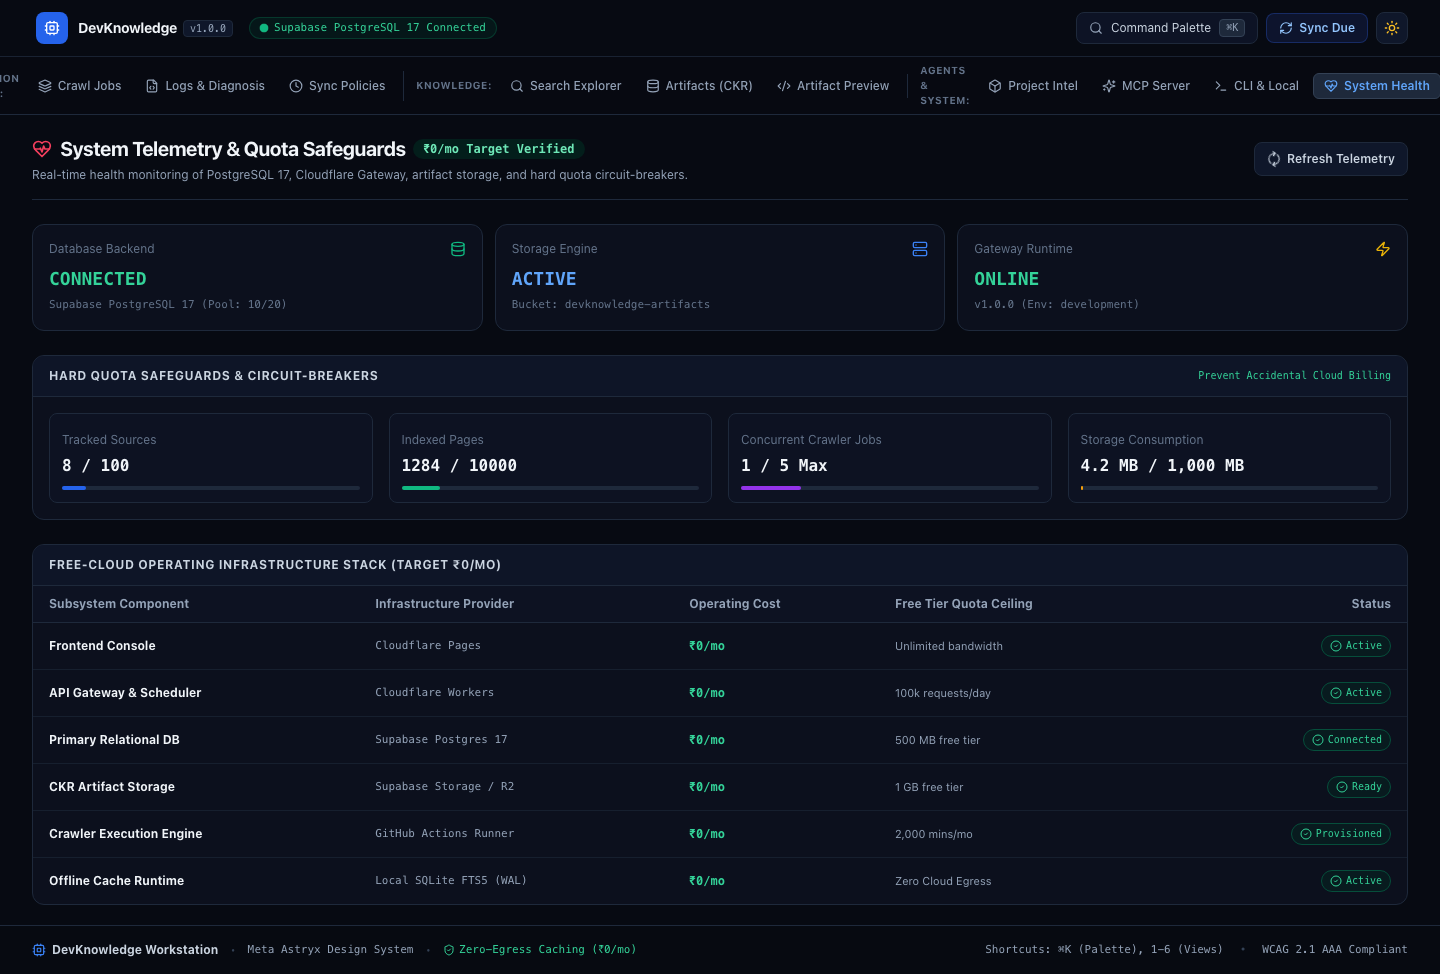 DevKnowledge v1.0.0 Supabase PostgreSQL 17 Connected Command Palette ⌘K Sync Due
ION
:
Crawl Jobs Logs & Diagnosis Sync Policies KNOWLEDGE: Search Explorer Artifacts (CKR) Artifact Preview
AGENTS
&
SYSTEM:
Project Intel MCP Server CLI & Local System Health
System Telemetry & Quota Safeguards ₹0/mo Target Verified
Real-time health monitoring of PostgreSQL 17, Cloudflare Gateway, artifact storage, and hard quota circuit-breakers.
Refresh Telemetry
Database Backend
CONNECTED
Supabase PostgreSQL 17 (Pool: 10/20)
Storage Engine
ACTIVE
Bucket: devknowledge-artifacts
Gateway Runtime
ONLINE
v1.0.0 (Env: development)
HARD QUOTA SAFEGUARDS & CIRCUIT-BREAKERS Prevent Accidental Cloud Billing
Tracked Sources
8 / 100
Indexed Pages
1284 / 10000
Concurrent Crawler Jobs
1 / 5 Max
Storage Consumption
4.2 MB / 1,000 MB
FREE-CLOUD OPERATING INFRASTRUCTURE STACK (TARGET ₹0/MO)
Subsystem Component Infrastructure Provider Operating Cost Free Tier Quota Ceiling Status
Frontend Console Cloudflare Pages ₹0/mo Unlimited bandwidth Active
API Gateway & Scheduler Cloudflare Workers ₹0/mo 100k requests/day Active
Primary Relational DB Supabase Postgres 17 ₹0/mo 500 MB free tier Connected
CKR Artifact Storage Supabase Storage / R2 ₹0/mo 1 GB free tier Ready
Crawler Execution Engine GitHub Actions Runner ₹0/mo 2,000 mins/mo Provisioned
Offline Cache Runtime Local SQLite FTS5 (WAL) ₹0/mo Zero Cloud Egress Active
DevKnowledge Workstation • Meta Astryx Design System • Zero-Egress Caching (₹0/mo) Shortcuts: ⌘K (Palette), 1-6 (Views) • WCAG 2.1 AAA Compliant